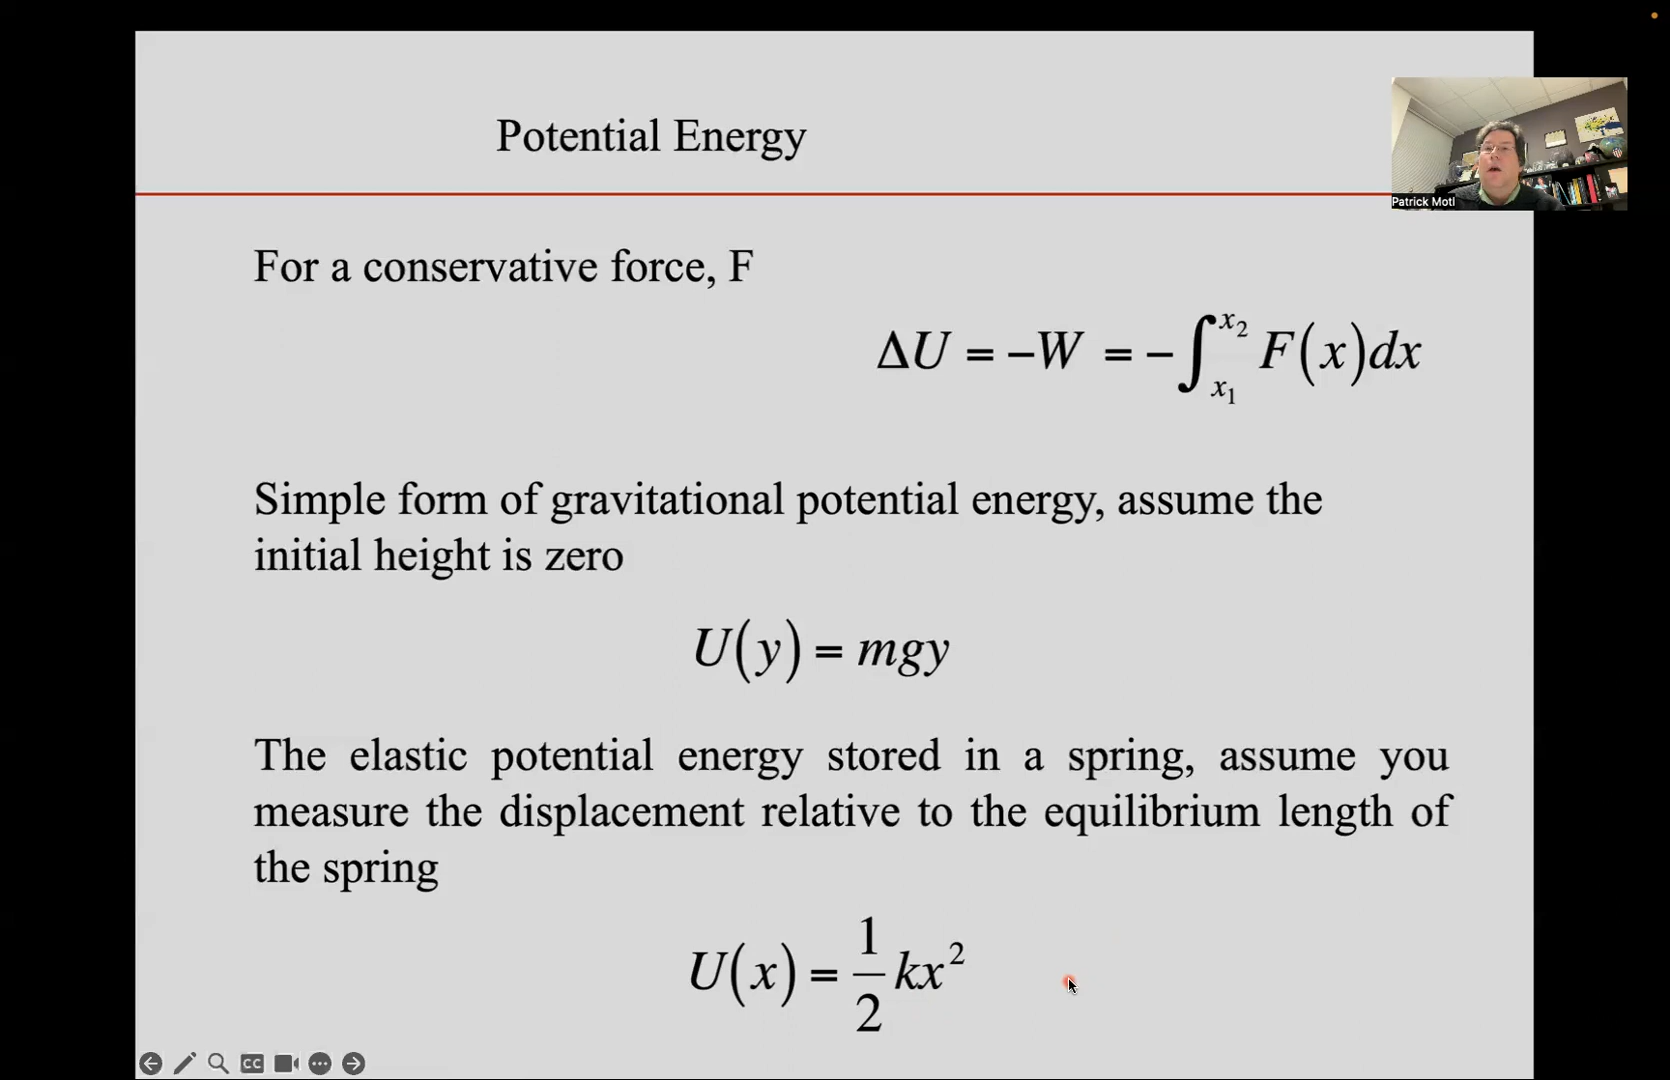 Potential Energy
Patrick Motl
For a conservative force, F
ΔU = −W = −∫_{x₁}^{x₂} F(x)dx
Simple form of gravitational potential energy, assume the
initial height is zero
U(y) = mgy
The elastic potential energy stored in a spring, assume you
measure the displacement relative to the equilibrium length of
the spring
U(x) = 1/2 kx²
CC